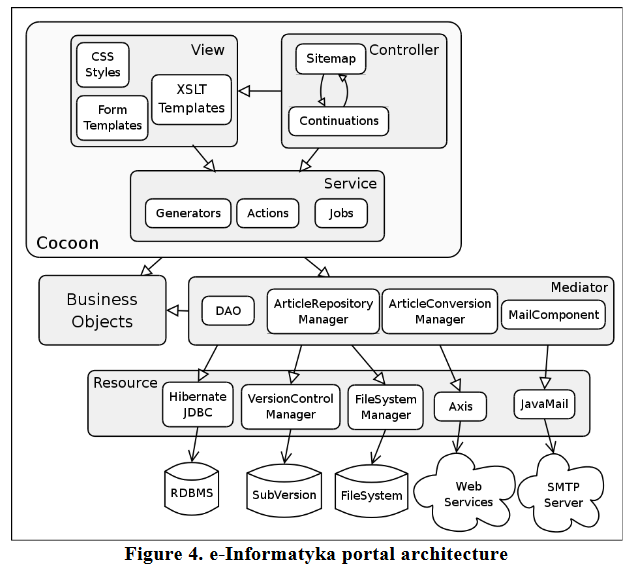 View
CSS
Styles
Form
Templates
XSLT
Templates
Controller
Sitemap
Continuations
Service
Generators
Actions
Jobs
Cocoon
Business
Objects
Mediator
DAO
ArticleRepository
Manager
ArticleConversion
Manager
MailComponent
Resource
Hibernate
JDBC
VersionControl
Manager
FileSystem
Manager
Axis
JavaMail
RDBMS
SubVersion
FileSystem
Web
Services
SMTP
Server
Figure 4. e-Informatyka portal architecture